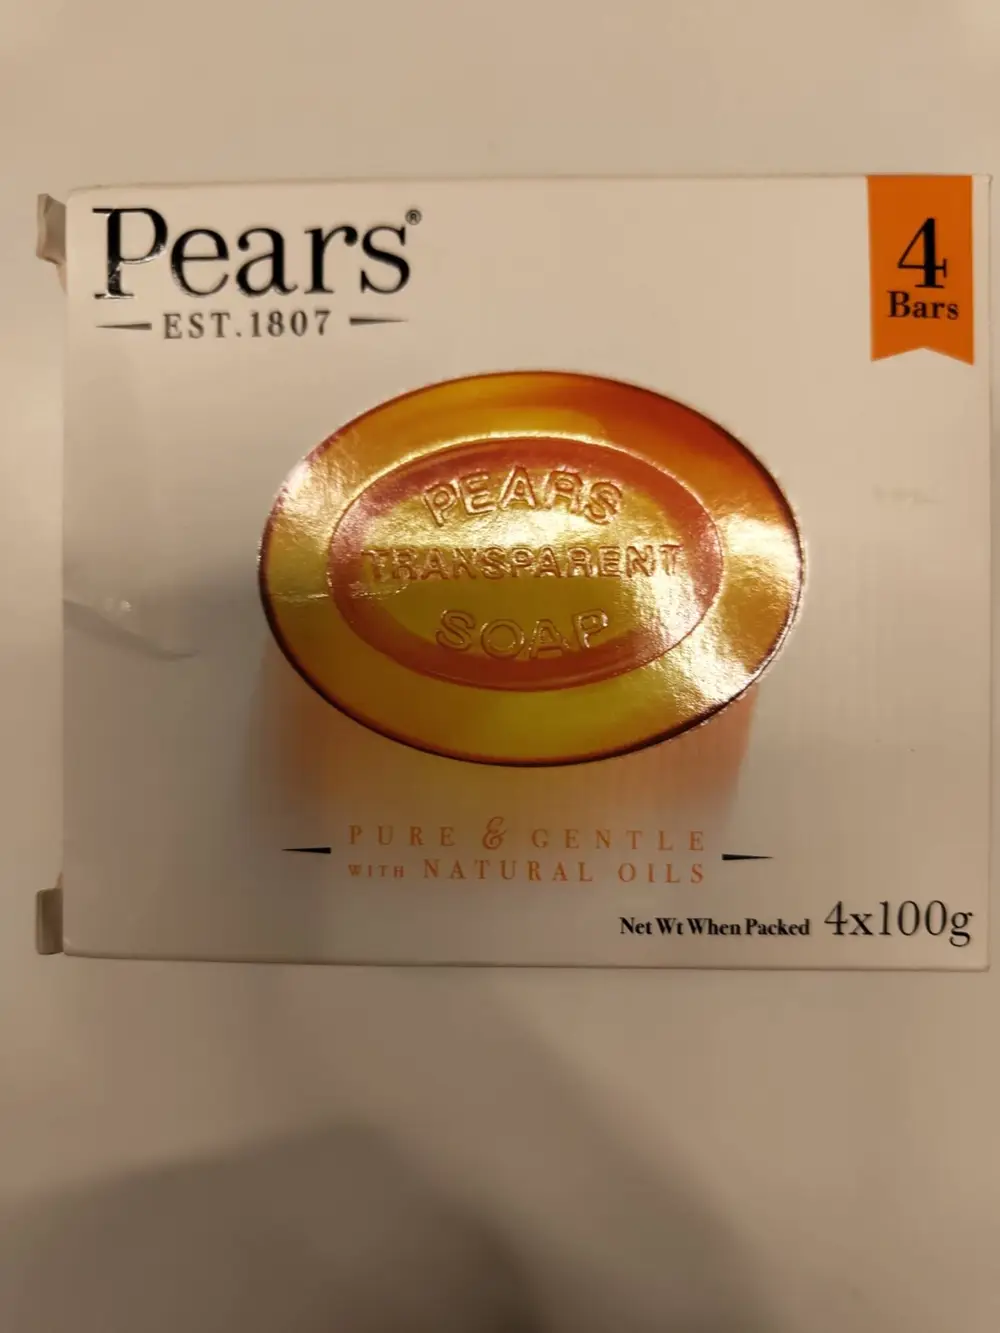 Pears®
EST.1807
4
Bars
PEARS
TRANSPARENT
SOAP
PURE & GENTLE
WITH NATURAL OILS
Net Wt When Packed 4x100g